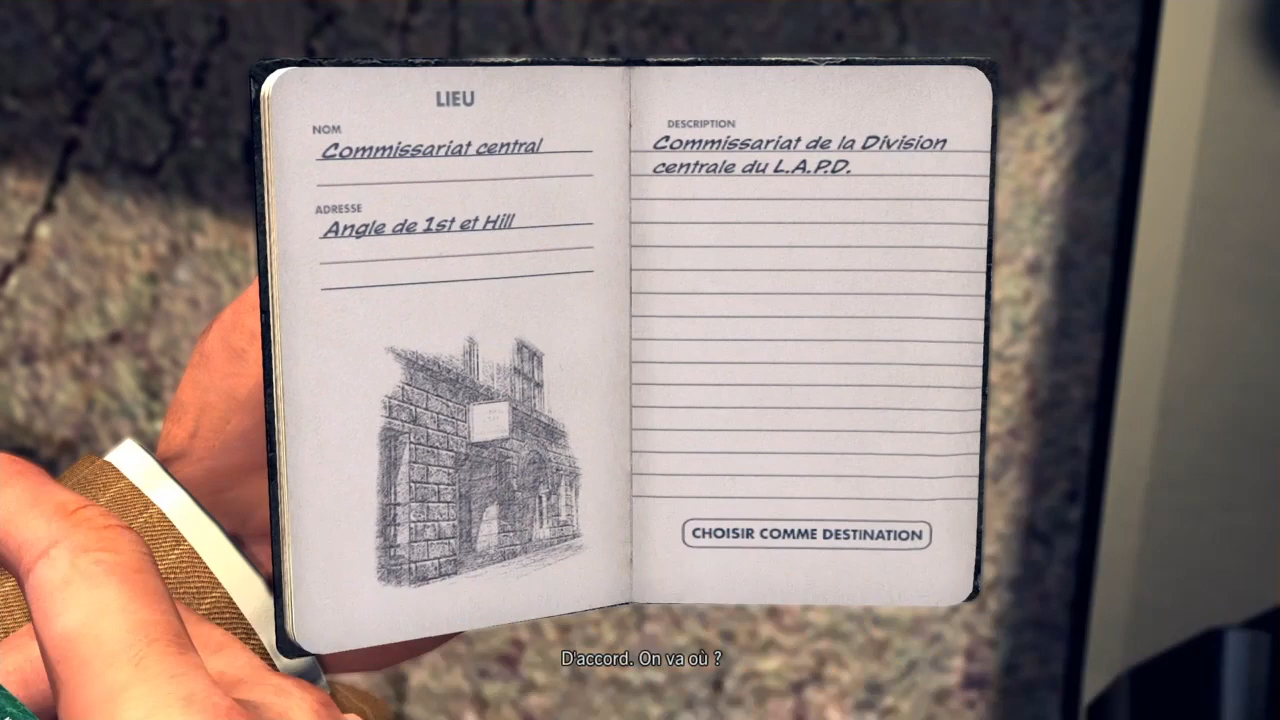 LIEU
NOM
Commissariat central
ADRESSE
Angle de 1st et Hill
DESCRIPTION
Commissariat de la Division
centrale du L.A.P.D.
CHOISIR COMME DESTINATION
D'accord. On va où ?